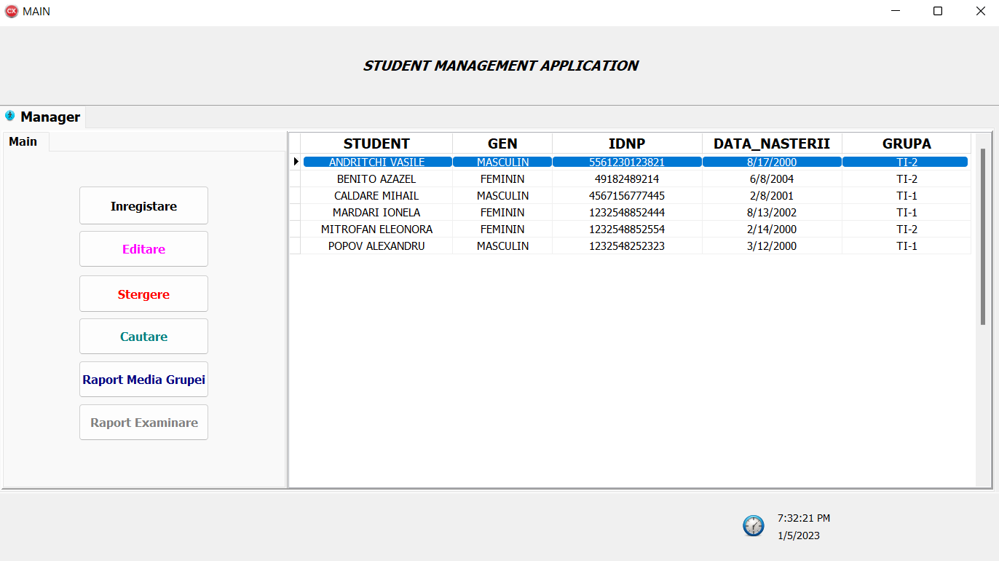 MAIN
STUDENT MANAGEMENT APPLICATION
Manager
Main
Inregistare
Editare
Stergere
Cautare
Raport Media Grupei
Raport Examinare
STUDENT GEN IDNP DATA_NASTERII GRUPA
ANDRITCHI VASILE MASCULIN 5561230123821 8/17/2000 TI-2
BENITO AZAZEL FEMININ 49182489214 6/8/2004 TI-2
CALDARE MIHAIL MASCULIN 4567156777445 2/8/2001 TI-1
MARDARI IONELA FEMININ 1232548852444 8/13/2002 TI-1
MITROFAN ELEONORA FEMININ 1232548852554 2/14/2000 TI-2
POPOV ALEXANDRU MASCULIN 1232548252323 3/12/2000 TI-1
7:32:21 PM
1/5/2023